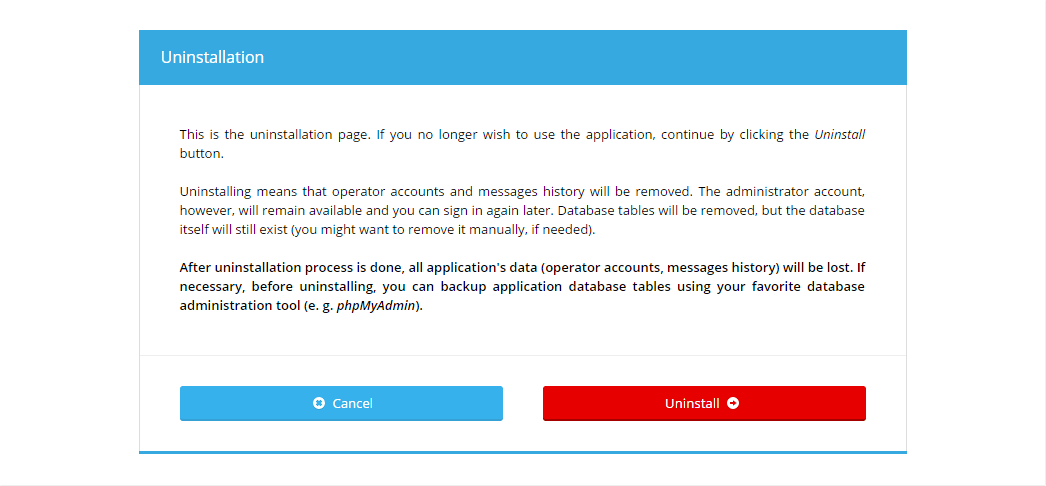 Uninstallation
This is the uninstallation page. If you no longer wish to use the application, continue by clicking the Uninstall
button.
Uninstalling means that operator accounts and messages history will be removed. The administrator account,
however, will remain available and you can sign in again later. Database tables will be removed, but the database
itself will still exist (you might want to remove it manually, if needed).
After uninstallation process is done, all application's data (operator accounts, messages history) will be lost. If
necessary, before uninstalling, you can backup application database tables using your favorite database
administration tool (e. g. phpMyAdmin).
Cancel
Uninstall